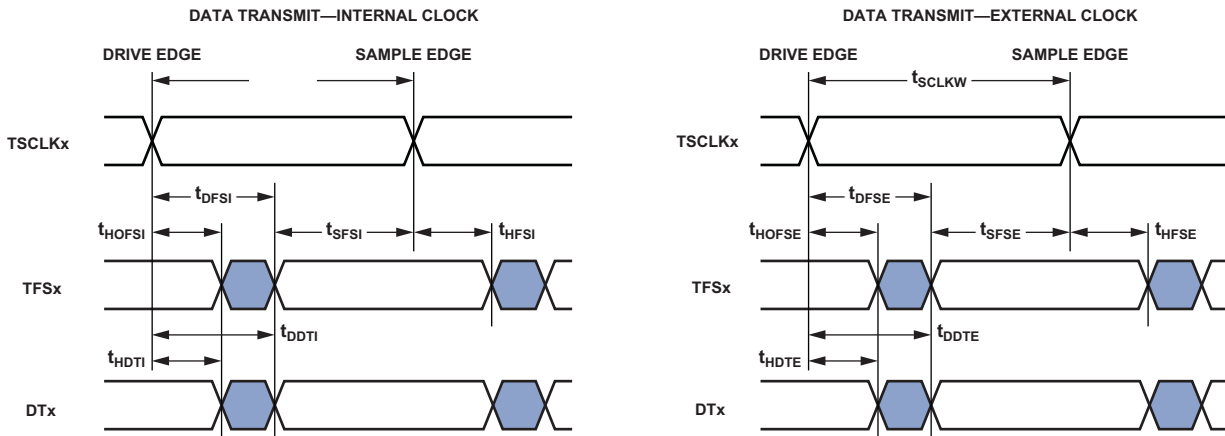 DATA TRANSMIT—INTERNAL CLOCK
DRIVE EDGE
SAMPLE EDGE
TSCLKx
tDFSI
tHOFSI
tSFSI
tHFSI
TFSx
tDDTI
tHDTI
DTx
DATA TRANSMIT—EXTERNAL CLOCK
DRIVE EDGE
SAMPLE EDGE
tSCLKW
TSCLKx
tDFSE
tHOFSE
tSFSE
tHFSE
TFSx
tDDTE
tHDTE
DTx